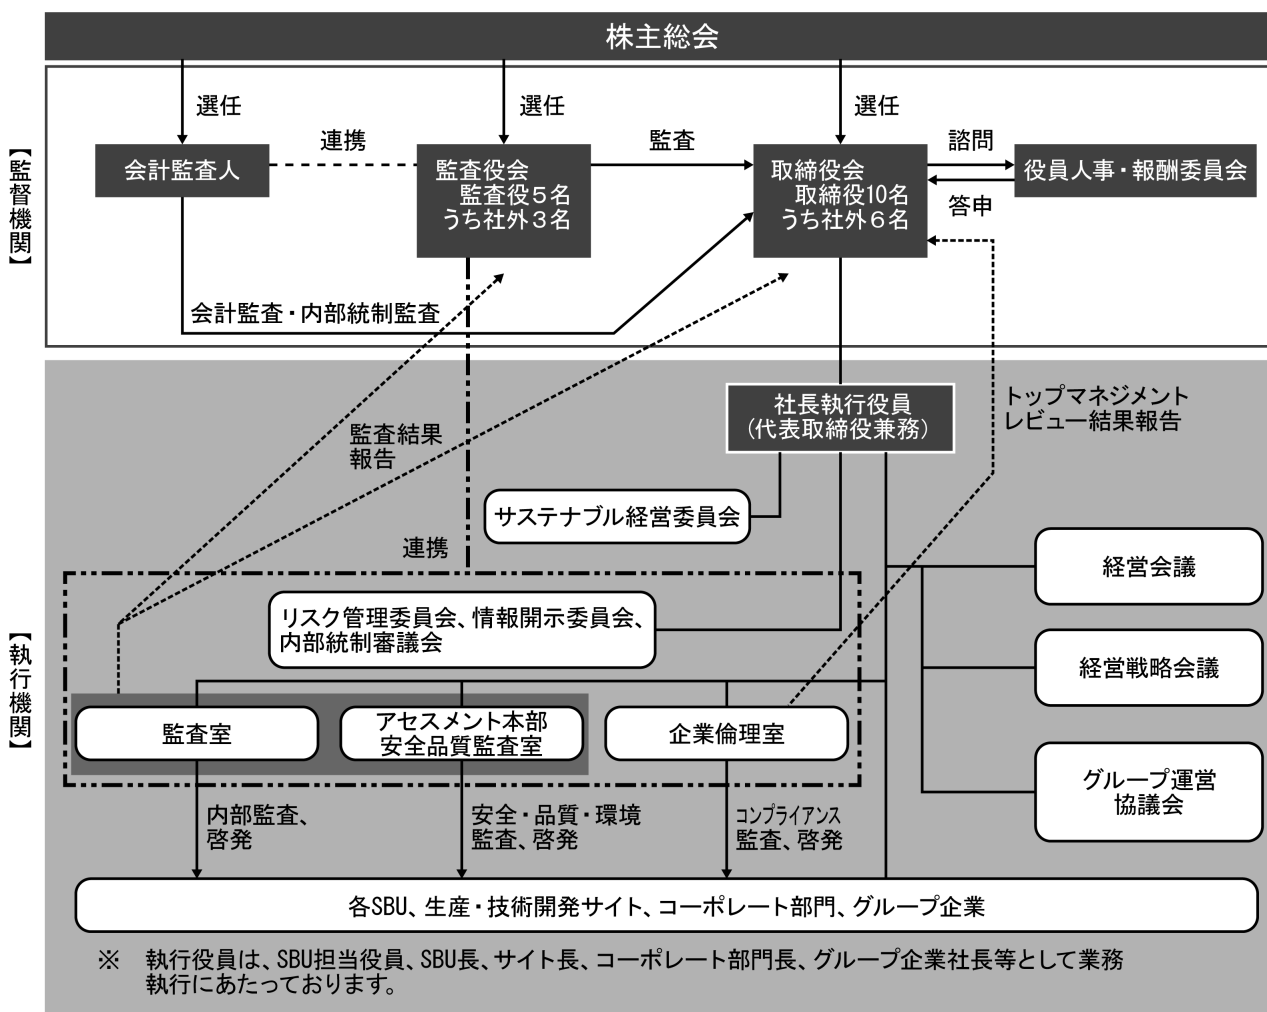 株主総会
【監督機関】
選任
選任
選任
会計監査人
連携
監査役会
監査役5名
うち社外3名
監査
取締役会
取締役10名
うち社外6名
諮問
答申
役員人事・報酬委員会
会計監査・内部統制監査
【執行機関】
社長執行役員
(代表取締役兼務)
トップマネジメント
レビュー結果報告
監査結果
報告
サステナブル経営委員会
連携
経営会議
リスク管理委員会、情報開示委員会、
内部統制審議会
経営戦略会議
監査室
アセスメント本部
安全品質監査室
企業倫理室
グループ運営
協議会
内部監査、
啓発
安全・品質・環境
監査、啓発
コンプライアンス
監査、啓発
各SBU、生産・技術開発サイト、コーポレート部門、グループ企業
※ 執行役員は、SBU担当役員、SBU長、サイト長、コーポレート部門長、グループ企業社長等として業務
執行にあたっております。